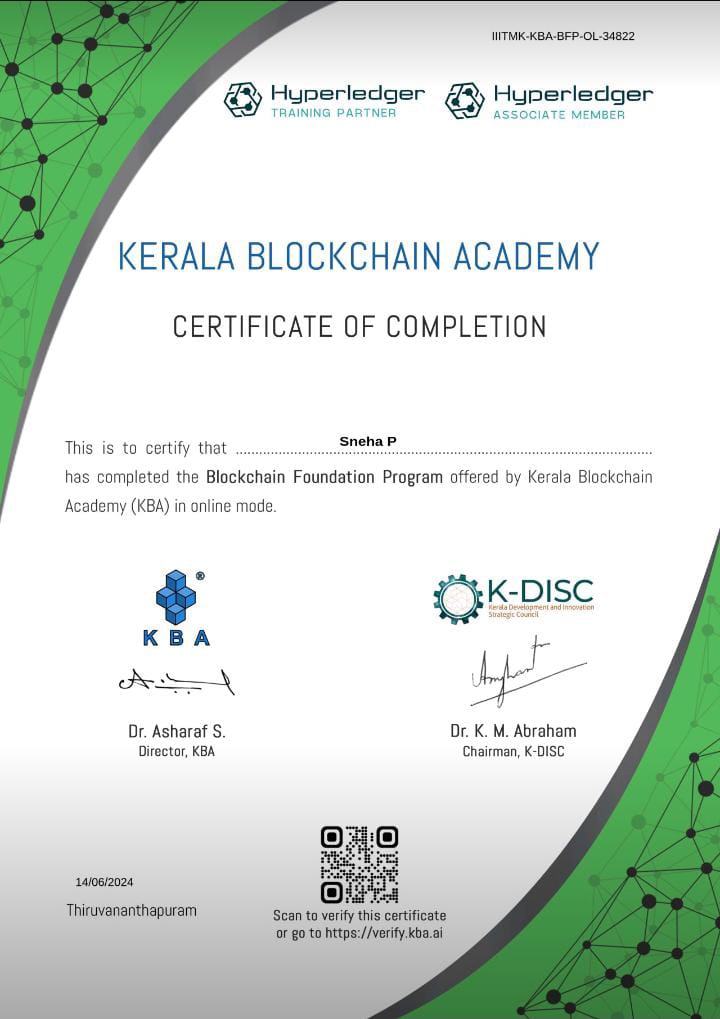 IIITMK-KBA-BFP-OL-34822
Hyperledger
TRAINING PARTNER
Hyperledger
ASSOCIATE MEMBER
KERALA BLOCKCHAIN ACADEMY
CERTIFICATE OF COMPLETION
This is to certify that Sneha P
has completed the Blockchain Foundation Program offered by Kerala Blockchain
Academy (KBA) in online mode.
®
KBA
K-DISC
Kerala Development and Innovation
Strategic Council
Dr. Asharaf S.
Director, KBA
Dr. K. M. Abraham
Chairman, K-DISC
14/06/2024
Thiruvananthapuram
Scan to verify this certificate
or go to https://verify.kba.ai